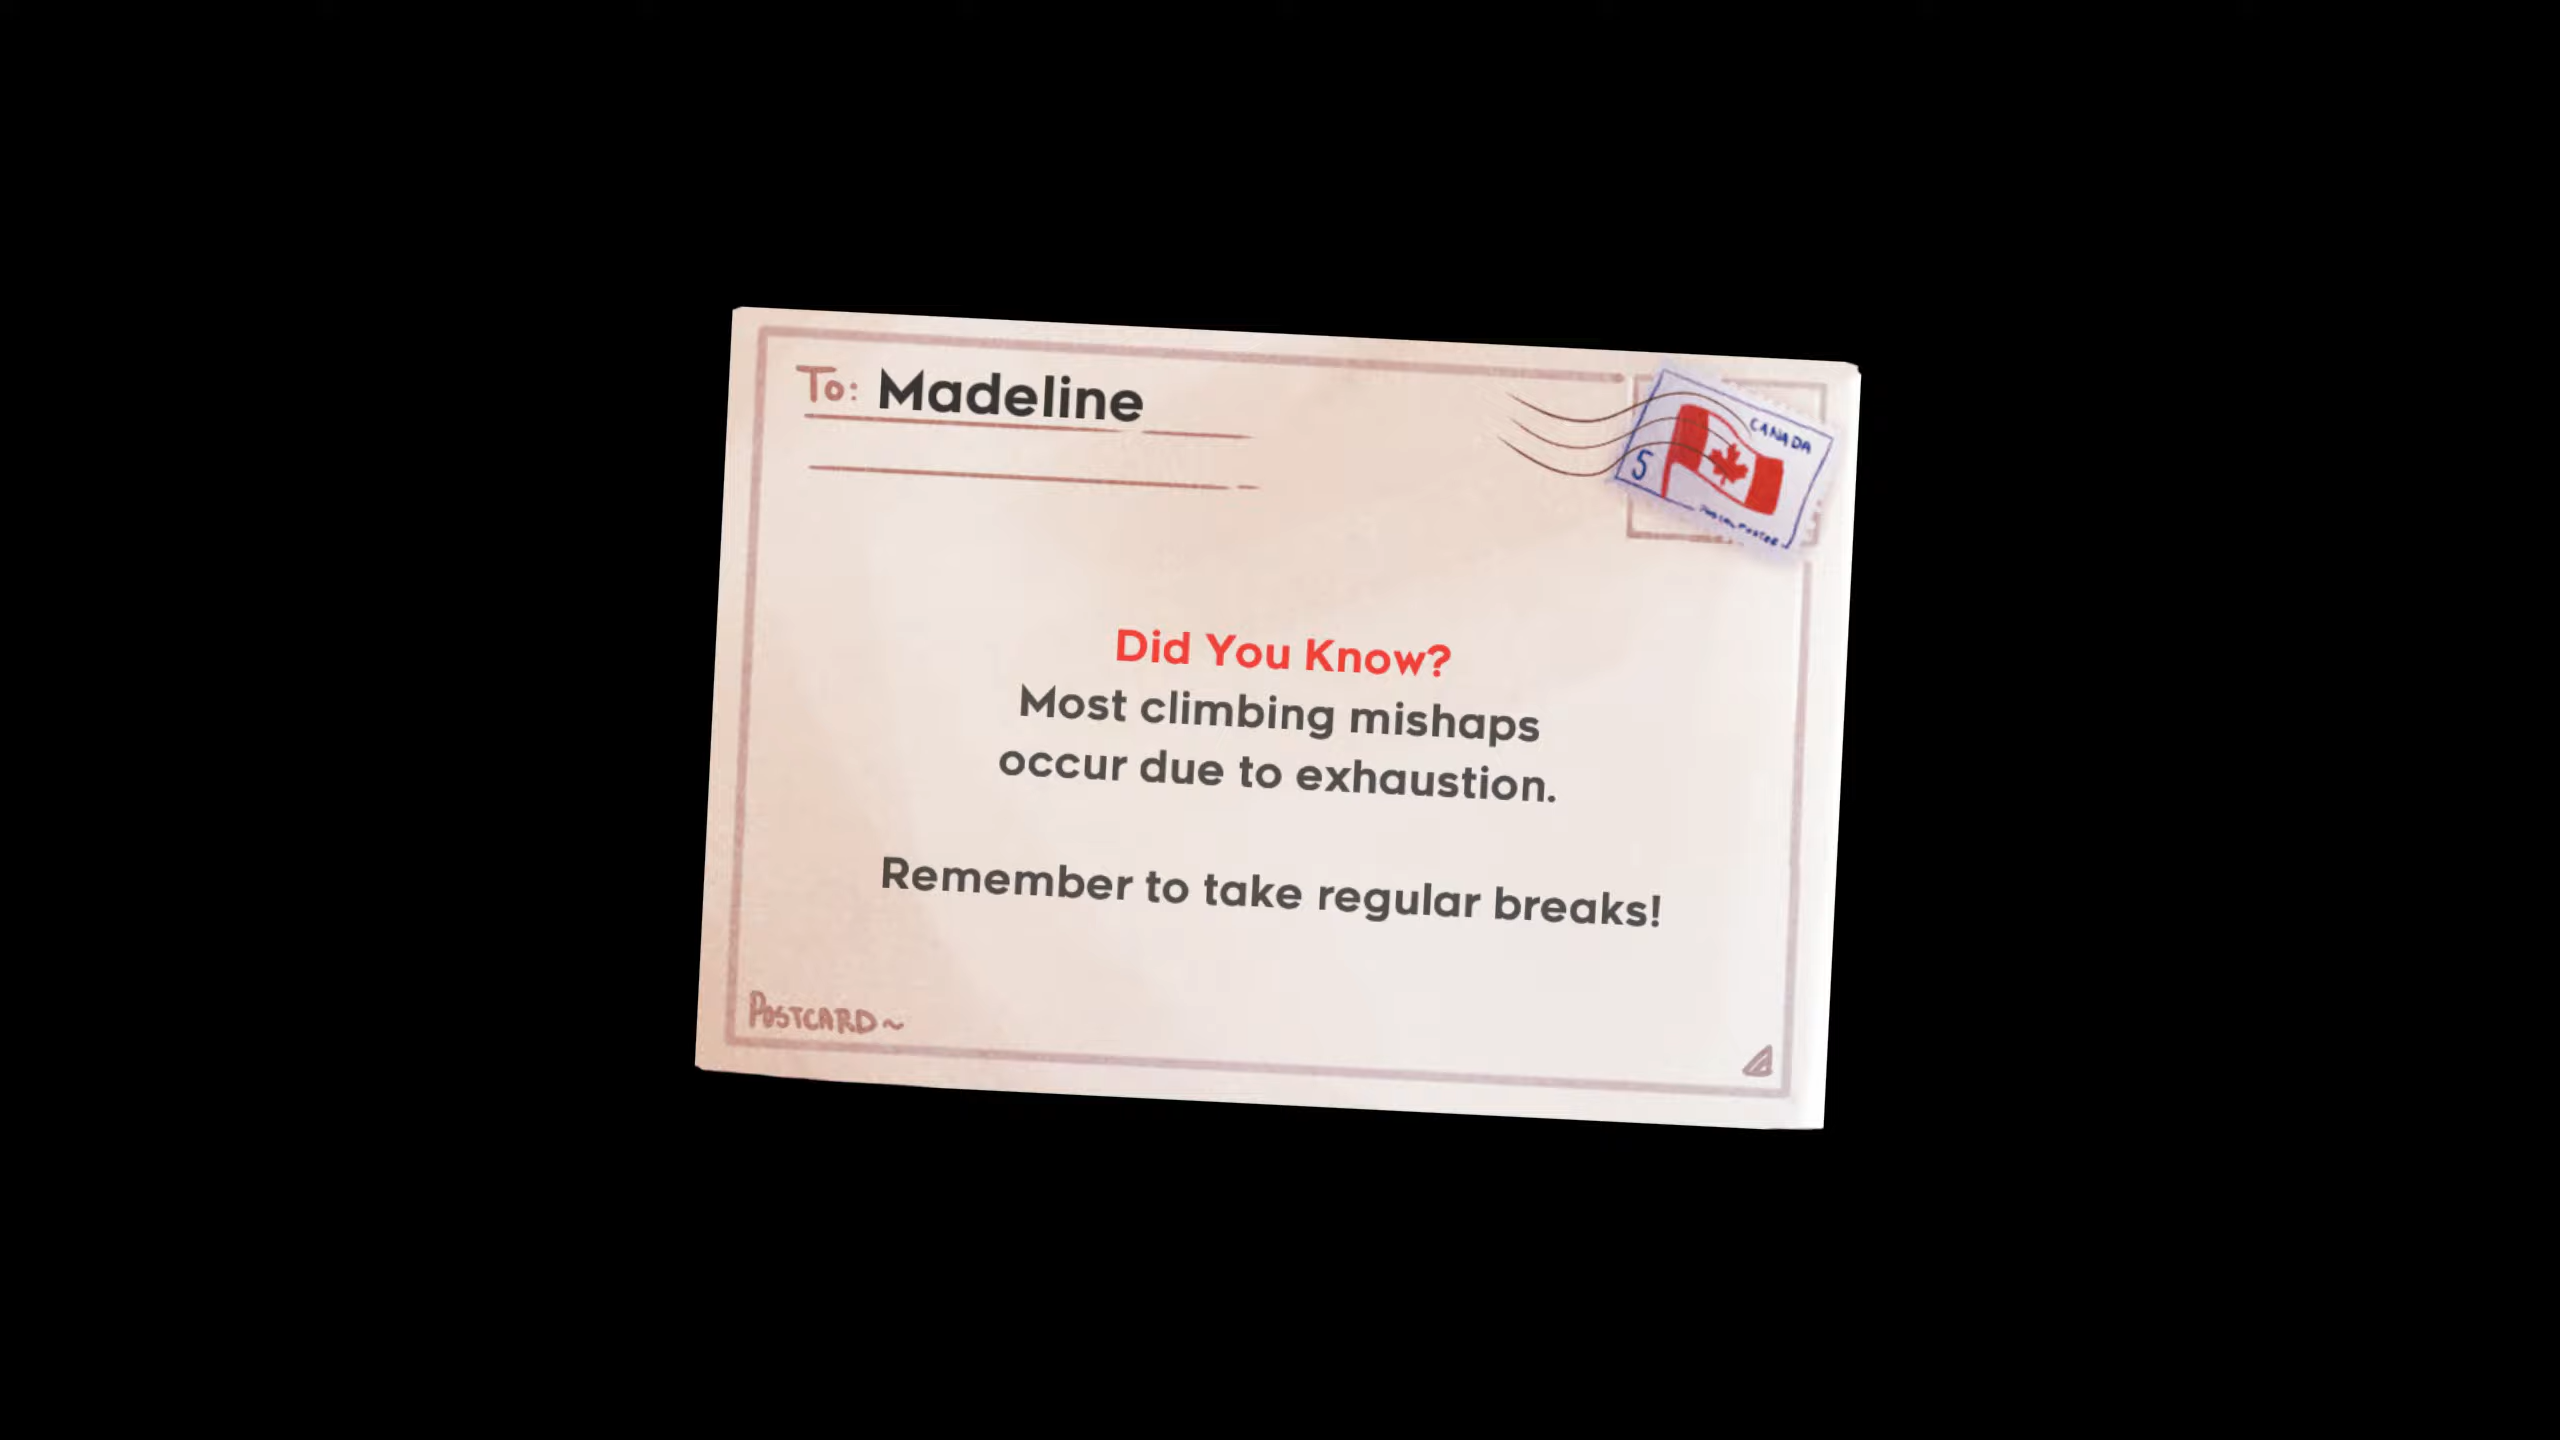 To: Madeline
CANADA
5
Did You Know?
Most climbing mishaps
occur due to exhaustion.
Remember to take regular breaks!
POSTCARD~